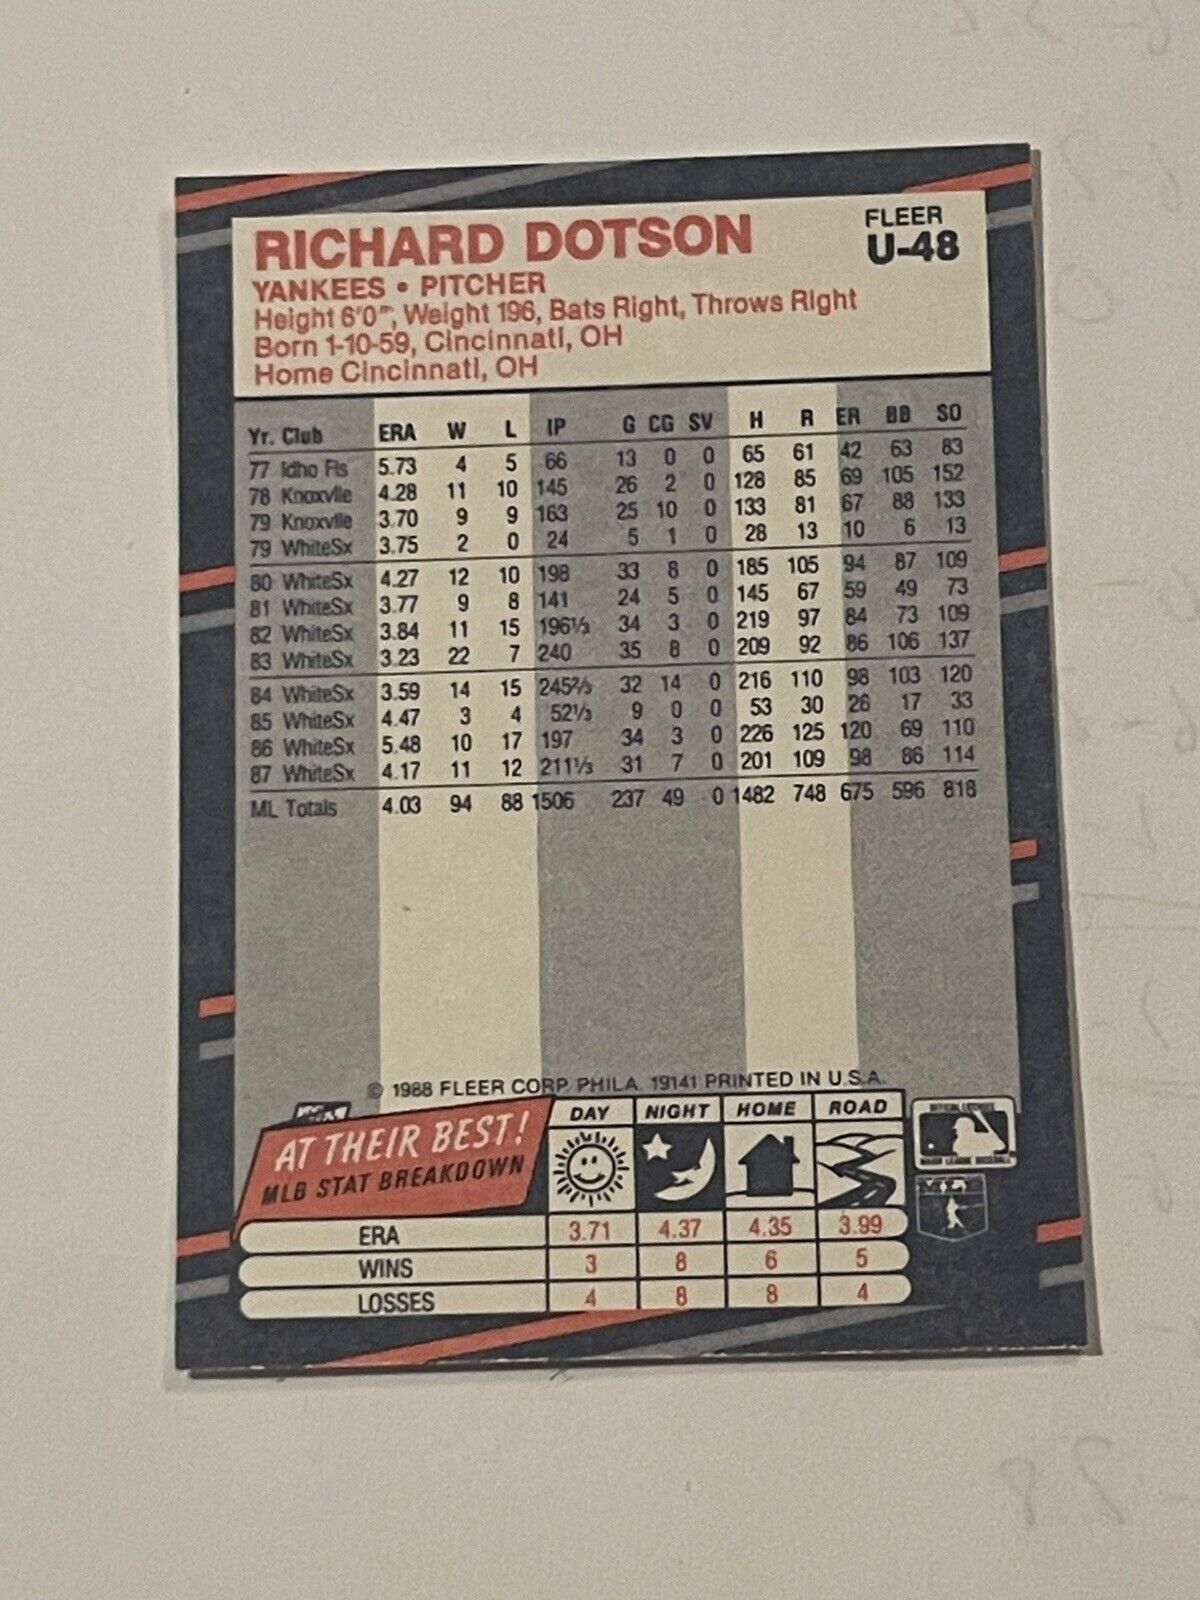 RICHARD DOTSON
FLEER
U-48
YANKEES • PITCHER
Height 6'0", Weight 196, Bats Right, Throws Right
Born 1-10-59, Cincinnati, OH
Home Cincinnati, OH
Yr. Club ERA W L IP G CG SV H R ER BB SO
77 Idho Fls 5.73 4 5 66 13 0 0 65 61 42 63 83
78 Knoxvlle 4.28 11 10 145 26 2 0 128 85 69 105 152
79 Knoxvlle 3.70 9 9 163 25 10 0 133 81 67 88 133
79 WhiteSx 3.75 2 0 24 5 1 0 28 13 10 6 13
80 WhiteSx 4.27 12 10 198 33 8 0 185 105 94 87 109
81 WhiteSx 3.77 9 8 141 24 5 0 145 67 59 49 73
82 WhiteSx 3.84 11 15 196⅓ 34 3 0 219 97 84 73 109
83 WhiteSx 3.23 22 7 240 35 8 0 209 92 86 106 137
84 WhiteSx 3.59 14 15 245⅔ 32 14 0 216 110 98 103 120
85 WhiteSx 4.47 3 4 52⅓ 9 0 0 53 30 26 17 33
86 WhiteSx 5.48 10 17 197 34 3 0 226 125 120 69 110
87 WhiteSx 4.17 11 12 211⅓ 31 7 0 201 109 98 86 114
ML Totals 4.03 94 88 1506 237 49 0 1482 748 675 596 818
© 1988 FLEER CORP. PHILA. 19141 PRINTED IN U.S.A.
AT THEIR BEST!
MLB STAT BREAKDOWN
DAY NIGHT HOME ROAD
ERA 3.71 4.37 4.35 3.99
WINS 3 8 6 5
LOSSES 4 8 8 4
MAJOR LEAGUE BASEBALL